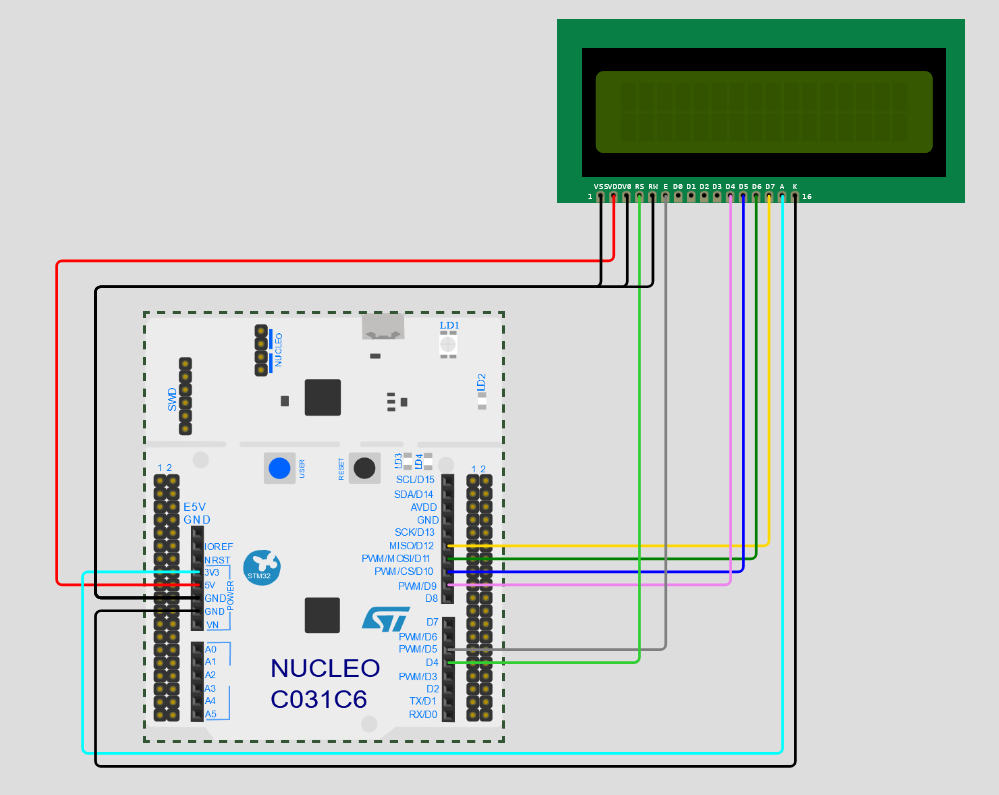 VSS VDD V0 RS RW E D0 D1 D2 D3 D4 D5 D6 D7 A K
1 16
LD1
NUCLEO
LD2
SWD
USER
RESET
LD3
LD4
1 2
1 2
E5V
GND
IOREF
NRST
3V3
5V
GND
GND
VN
POWER
A0
A1
A2
A3
A4
A5
STM32
SCL/D15
SDA/D14
AVDD
GND
SCK/D13
MISO/D12
PWM/MOSI/D11
PWM/CS/D10
PWM/D9
D8
D7
PWM/D6
PWM/D5
D4
PWM/D3
D2
TX/D1
RX/D0
ST
NUCLEO
C031C6